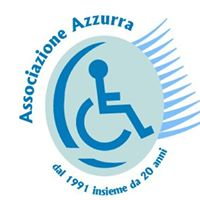 Associazione Azzurra
dal 1991 insieme da 20 anni